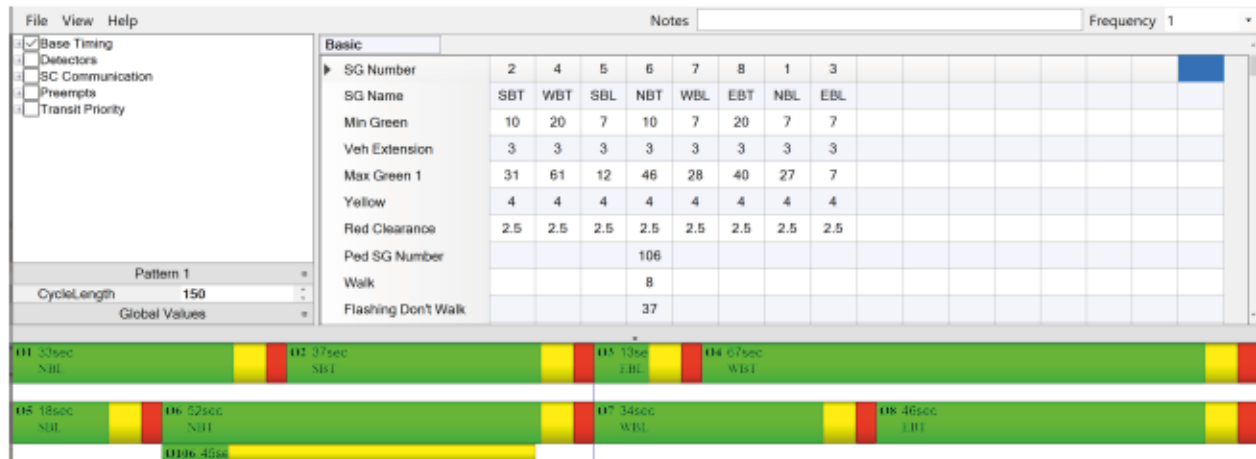 File View Help Notes Frequency 1
Base Timing
Detectors
SC Communication
Preempts
Transit Priority
Basic
SG Number 2 4 5 6 7 8 1 3
SG Name SBT WBT SBL NBT WBL EBT NBL EBL
Min Green 10 20 7 10 7 20 7 7
Veh Extension 3 3 3 3 3 3 3 3
Max Green 1 31 61 12 46 28 40 27 7
Yellow 4 4 4 4 4 4 4 4
Red Clearance 2.5 2.5 2.5 2.5 2.5 2.5 2.5 2.5
Ped SG Number 106
Walk 8
Flashing Don't Walk 37
Pattern 1
CycleLength 150
Global Values
Ø1 33sec Ø2 37sec Ø3 13se Ø4 67sec
NBL SBT EBL WBT
Ø5 18sec Ø6 52sec Ø7 34sec Ø8 46sec
SBL NBT WBL EBT
Ø106 45se